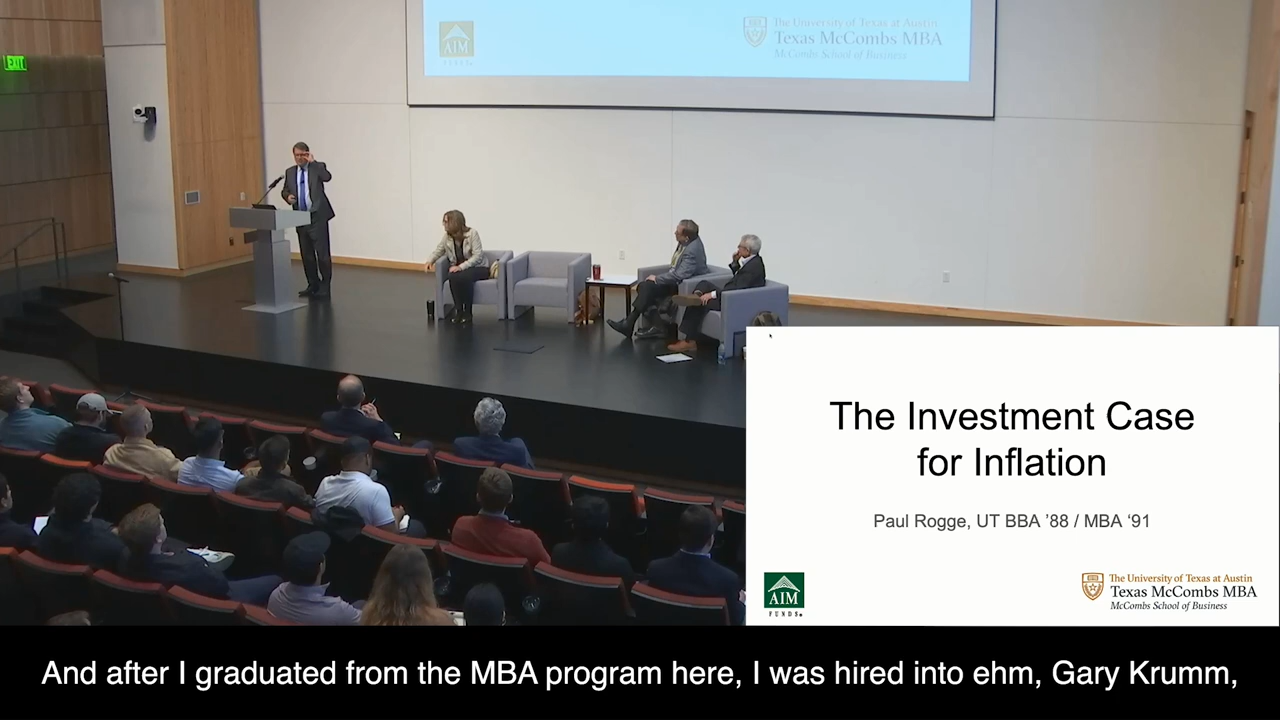 EXIT
AIM
FUNDS®
The University of Texas at Austin
Texas McCombs MBA
McCombs School of Business
The Investment Case
for Inflation
Paul Rogge, UT BBA ’88 / MBA ‘91
AIM
FUNDS®
The University of Texas at Austin
Texas McCombs MBA
McCombs School of Business
And after I graduated from the MBA program here, I was hired into ehm, Gary Krumm,